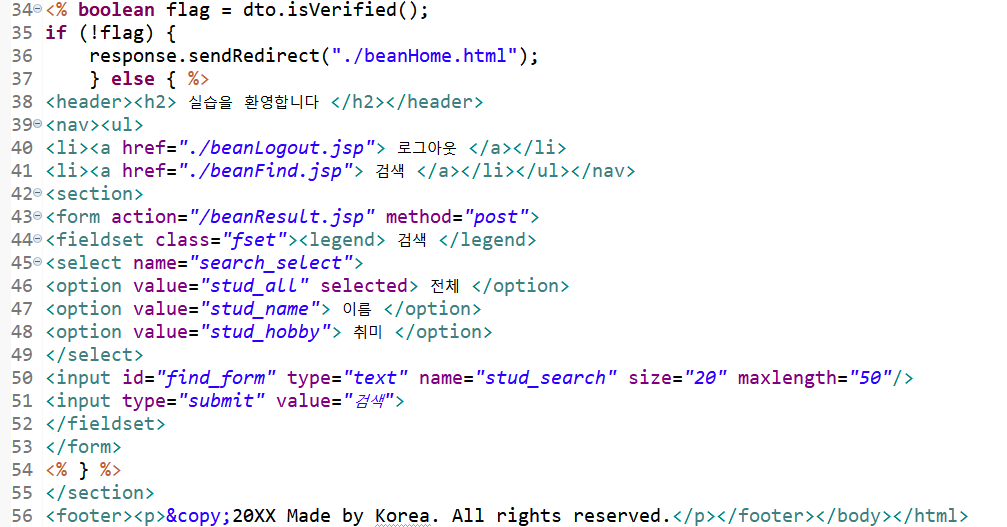 34 <% boolean flag = dto.isVerified();
35 if (!flag) {
36 response.sendRedirect("./beanHome.html");
37 } else { %>
38 <header><h2> 실습을 환영합니다 </h2></header>
39 <nav><ul>
40 <li><a href="./beanLogout.jsp"> 로그아웃 </a></li>
41 <li><a href="./beanFind.jsp"> 검색 </a></li></ul></nav>
42 <section>
43 <form action="/beanResult.jsp" method="post">
44 <fieldset class="fset"><legend> 검색 </legend>
45 <select name="search_select">
46 <option value="stud_all" selected> 전체 </option>
47 <option value="stud_name"> 이름 </option>
48 <option value="stud_hobby"> 취미 </option>
49 </select>
50 <input id="find_form" type="text" name="stud_search" size="20" maxlength="50"/>
51 <input type="submit" value="검색">
52 </fieldset>
53 </form>
54 <% } %>
55 </section>
56 <footer><p>&copy;20XX Made by Korea. All rights reserved.</p></footer></body></html>